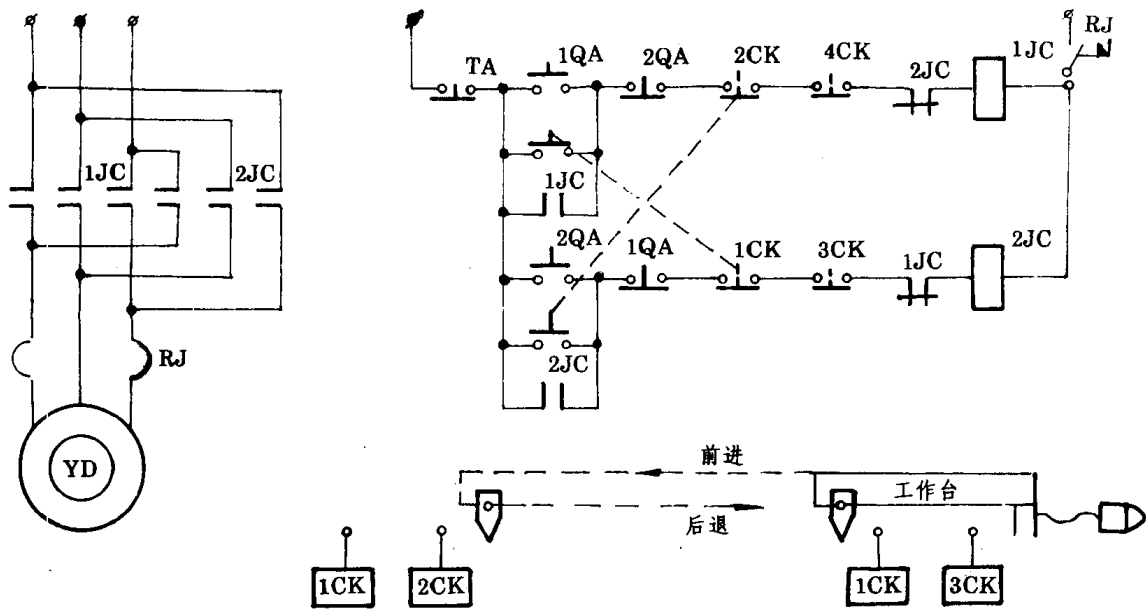 TA 1QA 2QA 2CK 4CK 2JC 1JC RJ
1JC 2JC
1JC
2QA 1QA 1CK 3CK 1JC 2JC
2JC
RJ
YD
前进
工作台
后退
1CK 2CK 1CK 3CK